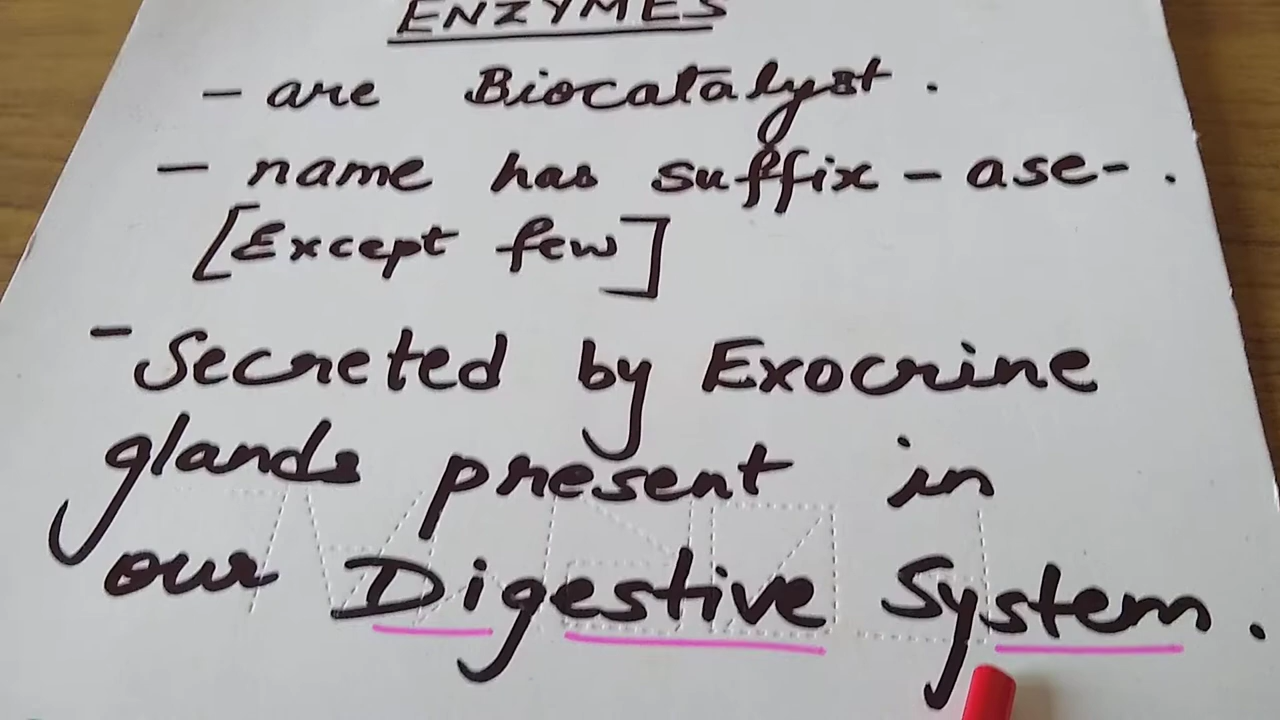 ENZYMES
- are Biocatalyst .
- name has suffix - ase- .
[Except few]
- Secreted by Exocrine
glands present in
our Digestive System .